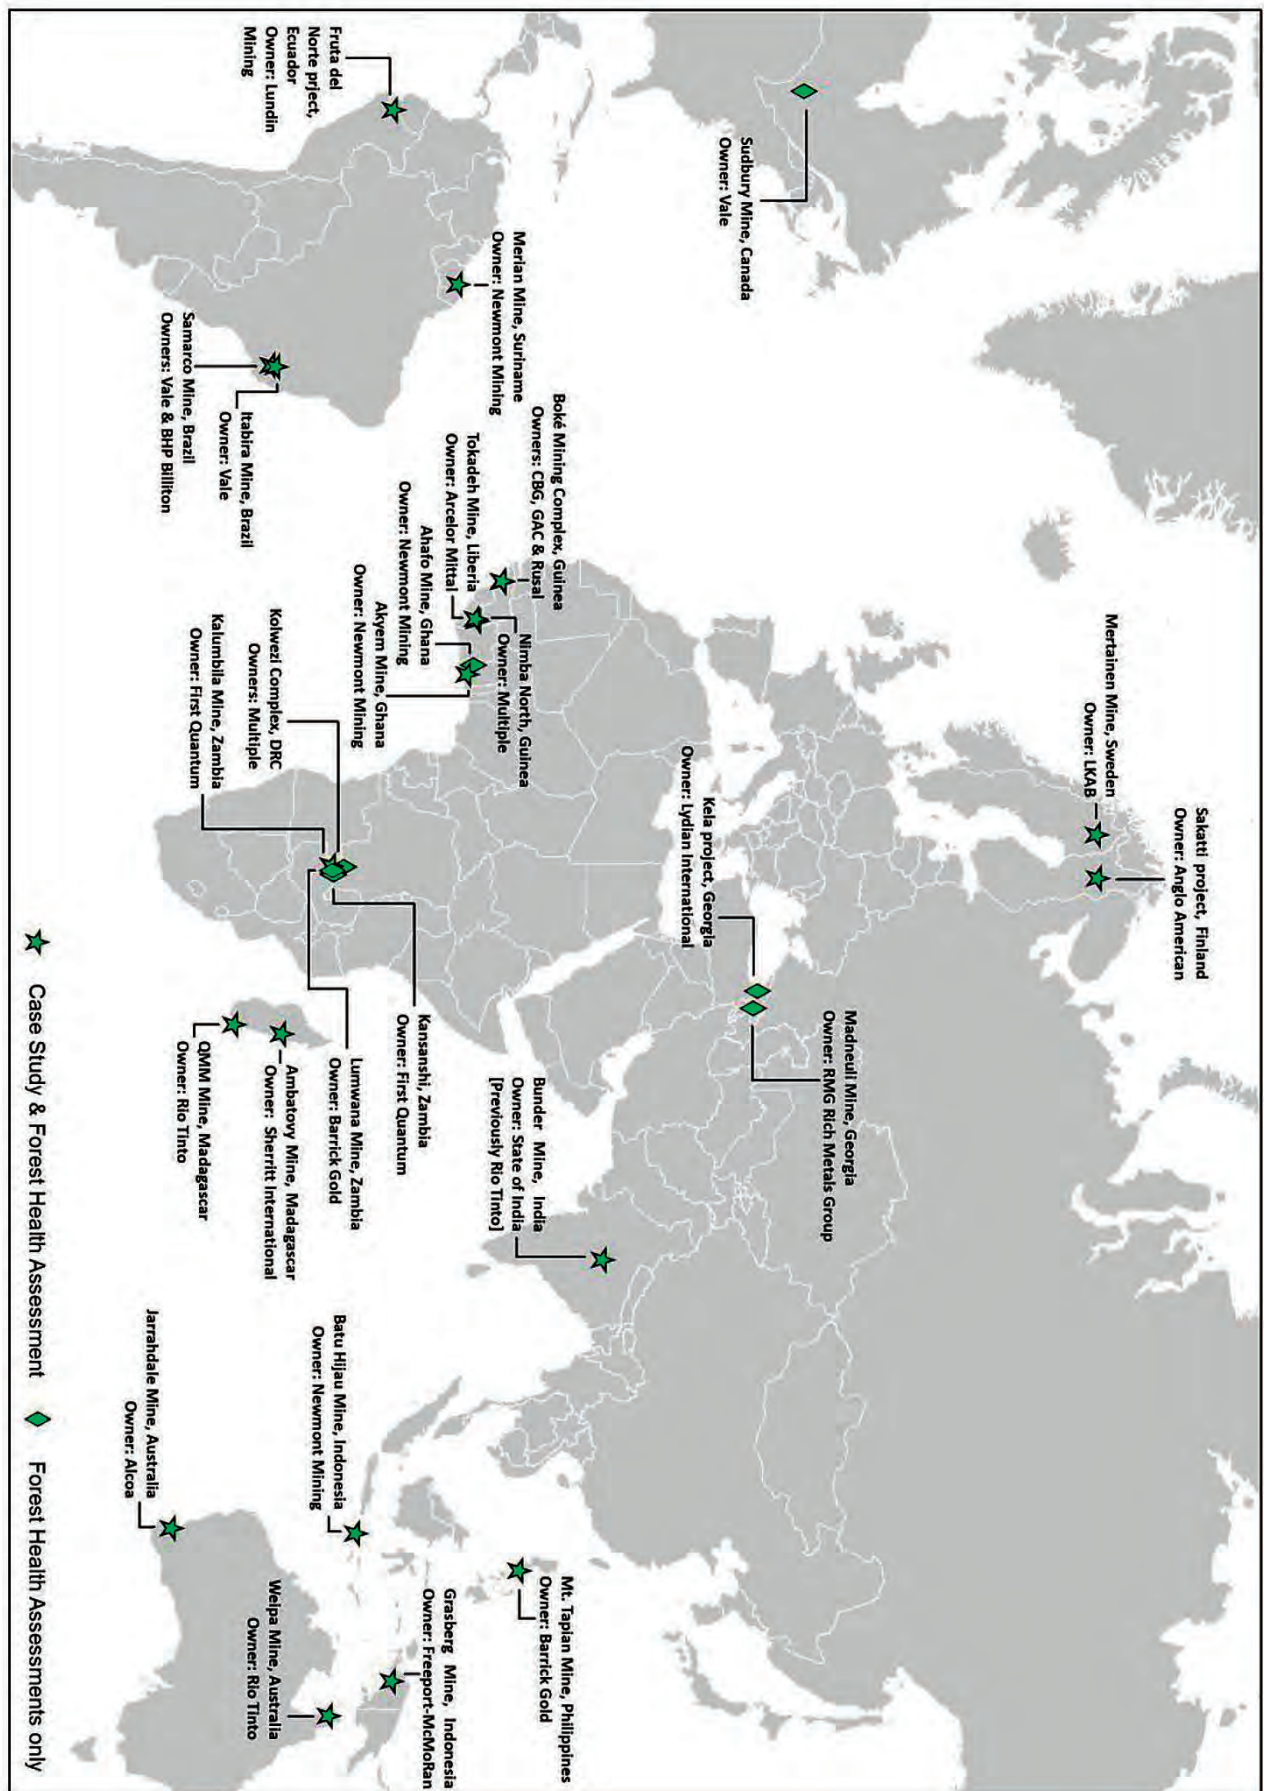 Sudbury Mine, Canada
Owner: Vale
Fruta del
Norte prject,
Ecuador
Owner: Lundin
Mining
Merian Mine, Suriname
Owner: Newmont Mining
Itabira Mine, Brazil
Owner: Vale
Samarco Mine, Brazil
Owners: Vale & BHP Billiton
Mertainen Mine, Sweden
Owner: LKAB
Sakatti project, Finland
Owner: Anglo American
Boké Mining Complex, Guinea
Owners: CBG, GAC & Rusal
Tokadeh Mine, Liberia
Owner: Arcelor Mittal
Nimba North, Guinea
Owner: Multiple
Ahafo Mine, Ghana
Owner: Newmont Mining
Akyem Mine, Ghana
Owner: Newmont Mining
Kolwezi Complex, DRC
Owners: Multiple
Kalumbila Mine, Zambia
Owner: First Quantum
Kela project, Georgia
Owner: Lydian International
Madneuli Mine, Georgia
Owner: RMG Rich Metals Group
Kansanshi, Zambia
Owner: First Quantum
Lumwana Mine, Zambia
Owner: Barrick Gold
Ambatovy Mine, Madagascar
Owner: Sherritt International
QMM Mine, Madagascar
Owner: Rio Tinto
Bunder Mine, India
Owner: State of India
[Previously Rio Tinto]
Mt. Tapian Mine, Philippines
Owner: Barrick Gold
Batu Hijau Mine, Indonesia
Owner: Newmont Mining
Grasberg Mine, Indonesia
Owner: Freeport-McMoRan
Weipa Mine, Australia
Owner: Rio Tinto
Jarrahdale Mine, Australia
Owner: Alcoa
Case Study & Forest Health Assessment
Forest Health Assessments only